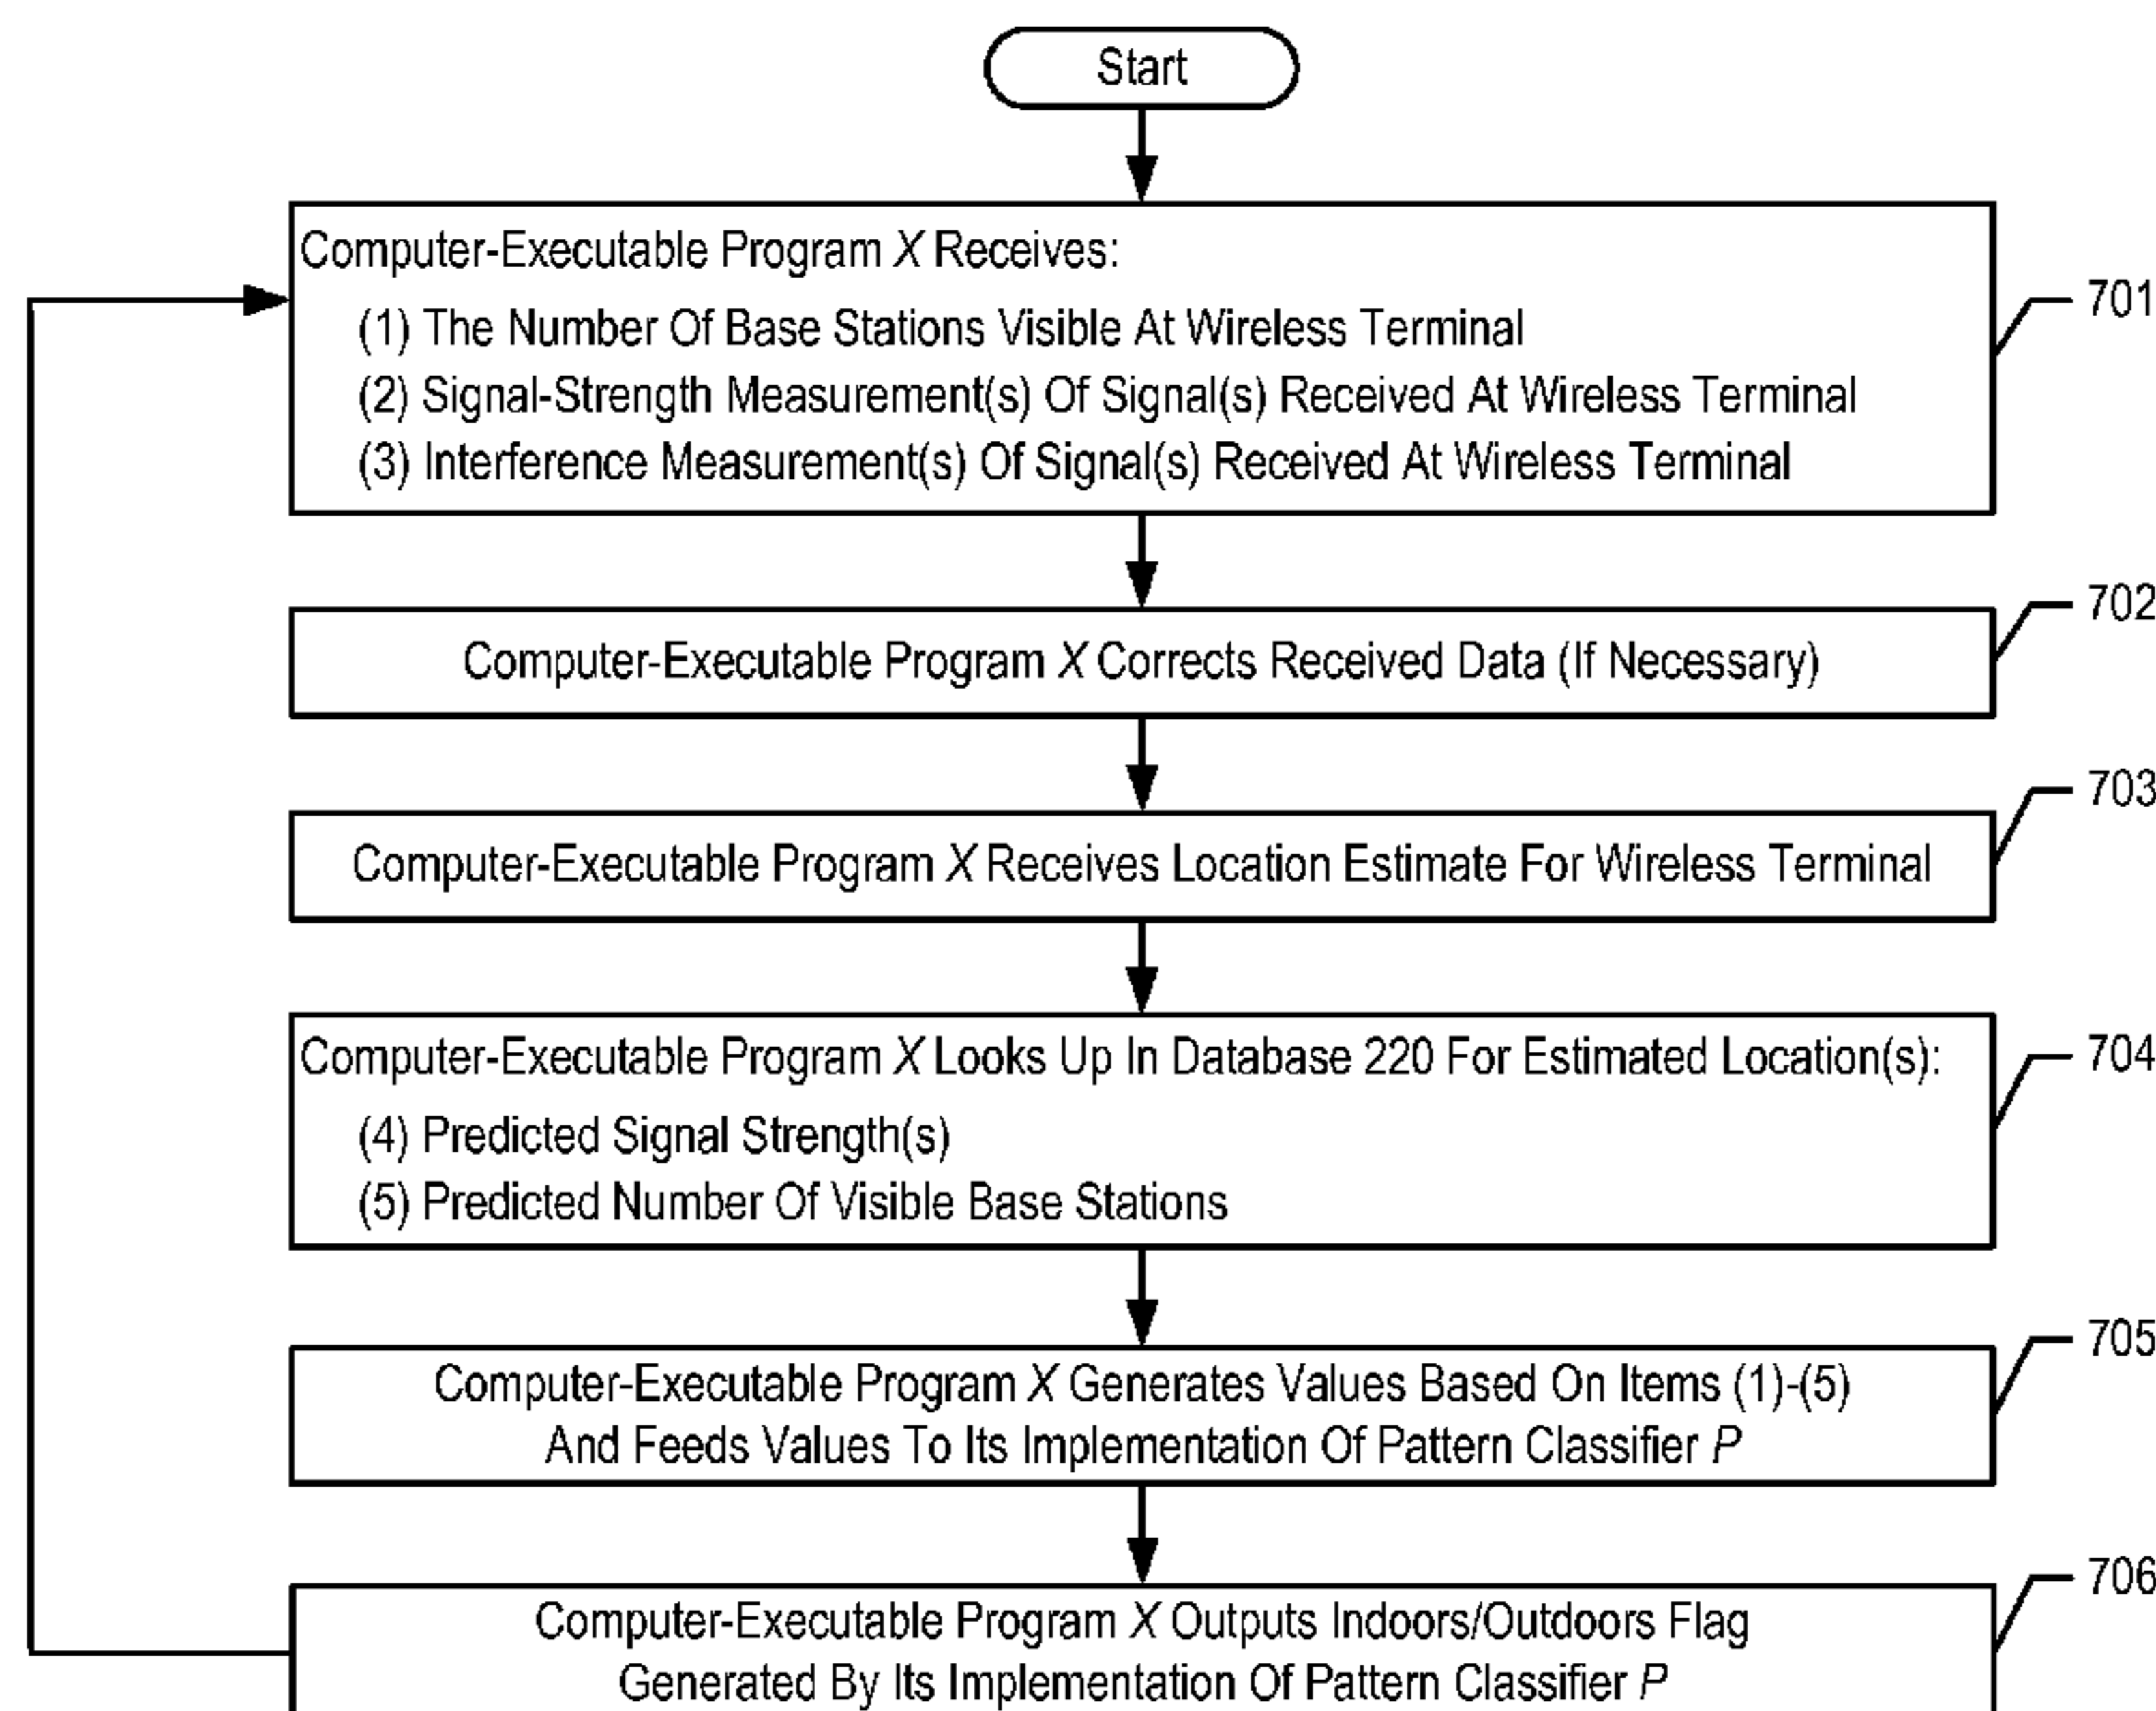 Start
Computer-Executable Program X Receives:
(1) The Number Of Base Stations Visible At Wireless Terminal
(2) Signal-Strength Measurement(s) Of Signal(s) Received At Wireless Terminal
(3) Interference Measurement(s) Of Signal(s) Received At Wireless Terminal
701
Computer-Executable Program X Corrects Received Data (If Necessary)
702
Computer-Executable Program X Receives Location Estimate For Wireless Terminal
703
Computer-Executable Program X Looks Up In Database 220 For Estimated Location(s):
(4) Predicted Signal Strength(s)
(5) Predicted Number Of Visible Base Stations
704
Computer-Executable Program X Generates Values Based On Items (1)-(5)
And Feeds Values To Its Implementation Of Pattern Classifier P
705
Computer-Executable Program X Outputs Indoors/Outdoors Flag
Generated By Its Implementation Of Pattern Classifier P
706